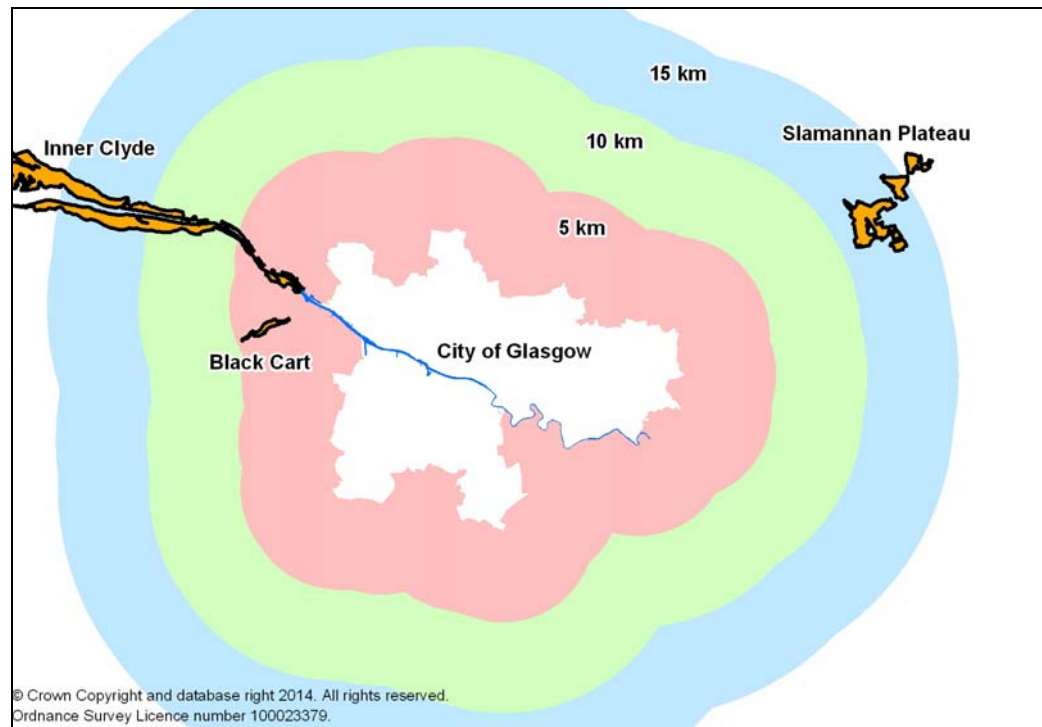 15 km
Slamannan Plateau
10 km
Inner Clyde
5 km
City of Glasgow
Black Cart
© Crown Copyright and database right 2014. All rights reserved.
Ordnance Survey Licence number 100023379.